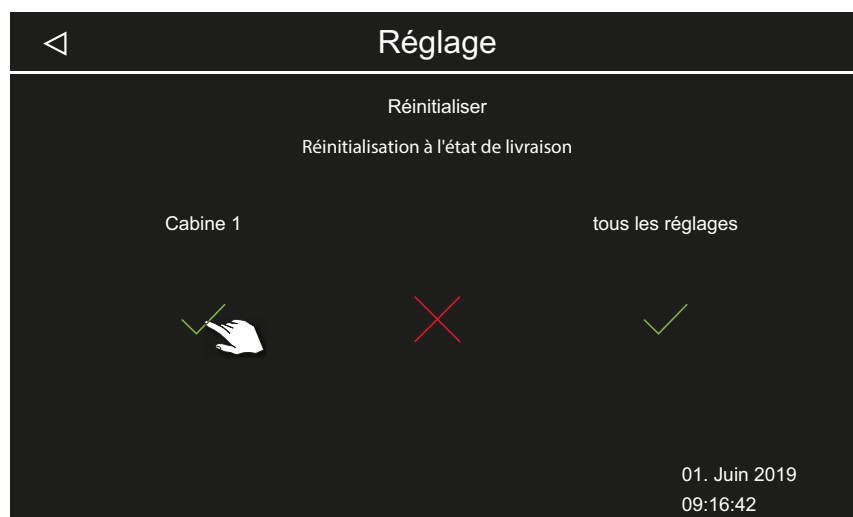 Réglage
Réinitialiser
Réinitialisation à l'état de livraison
Cabine 1
tous les réglages
01. Juin 2019
09:16:42